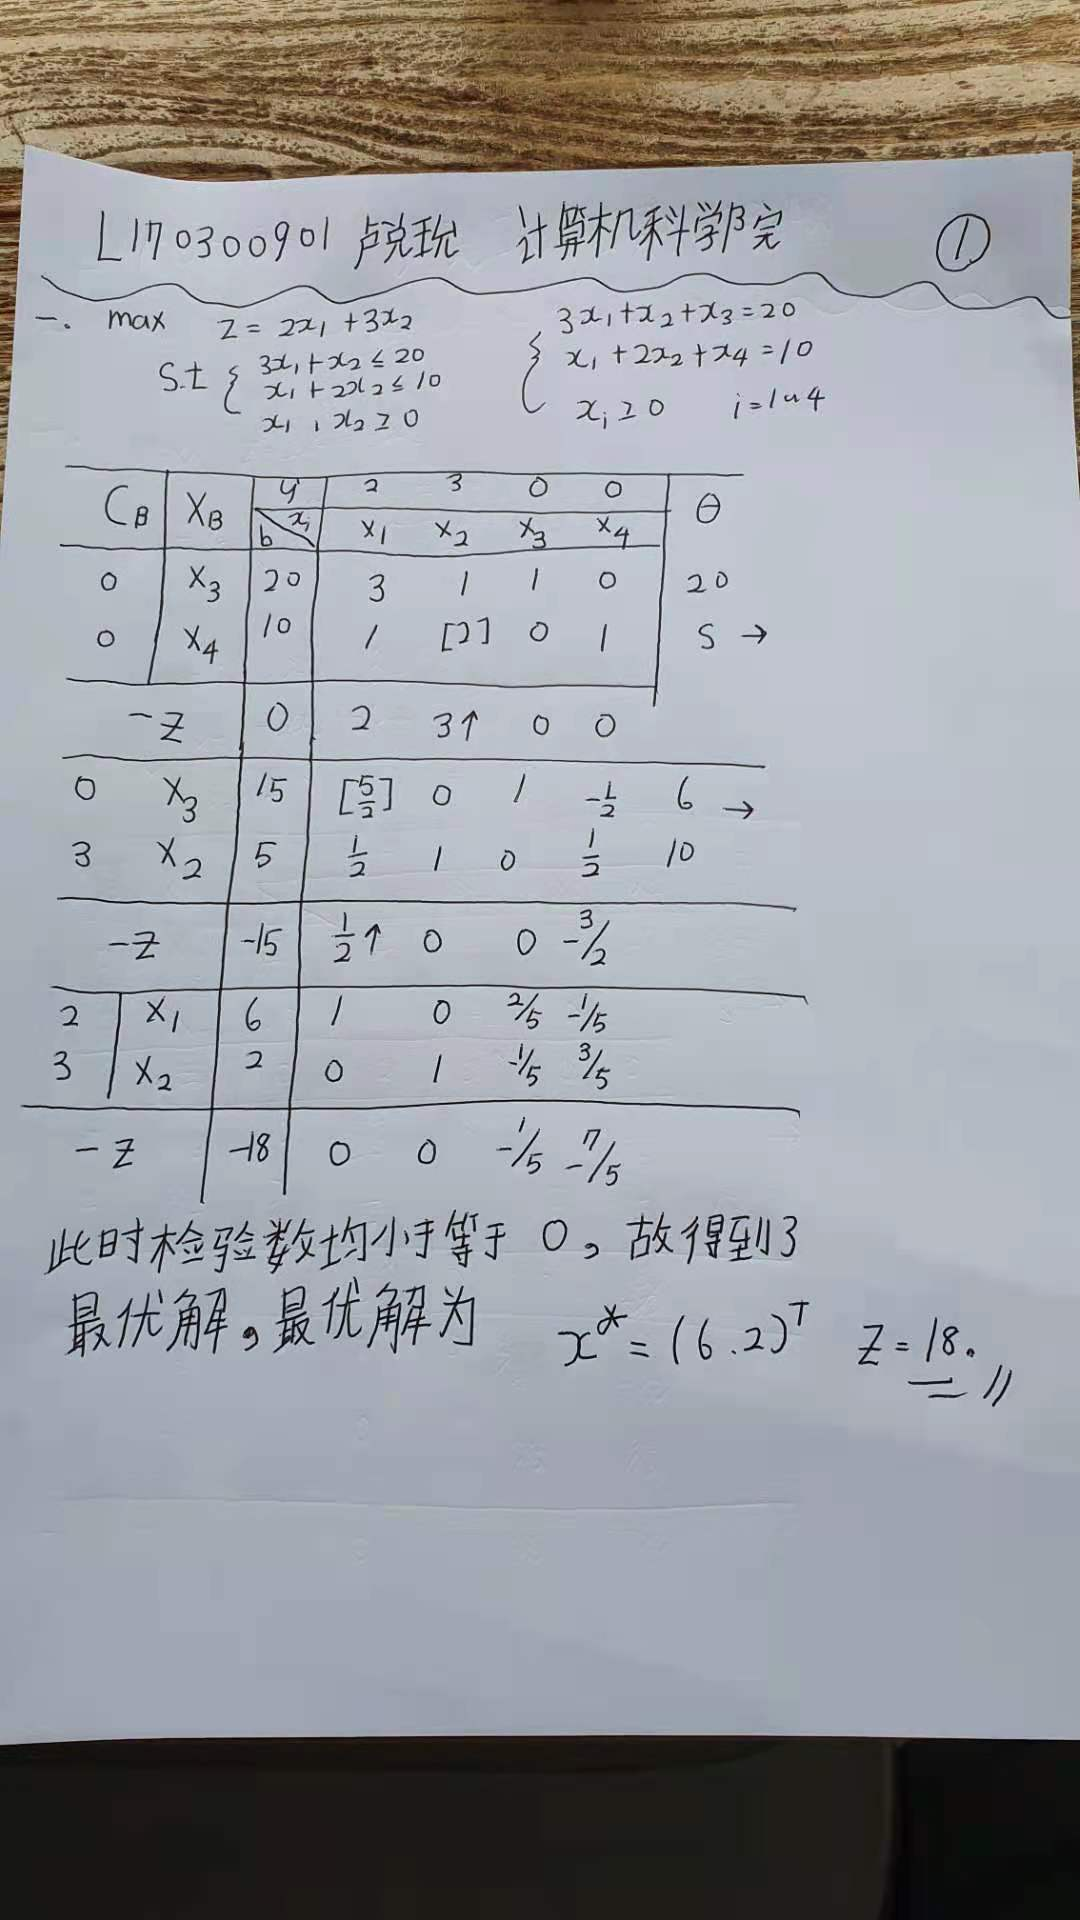 L170300901 卢克珗 计算机科学院 ①
一. max z = 2x₁ + 3x₂
s.t { 3x₁ + x₂ ≤ 20
x₁ + 2x₂ ≤ 10
x₁ , x₂ ≥ 0
{ 3x₁ + x₂ + x₃ = 20
x₁ + 2x₂ + x₄ = 10
xᵢ ≥ 0 i = 1~4
C_B X_B 2 3 0 0 θ
b xᵢ x₁ x₂ x₃ x₄
0 x₃ 20 3 1 1 0 20
0 x₄ 10 1 [2] 0 1 5 →
-z 0 2 3↑ 0 0
0 x₃ 15 [5/2] 0 1 -1/2 6 →
3 x₂ 5 1/2 1 0 1/2 10
-z -15 1/2↑ 0 0 -3/2
2 x₁ 6 1 0 2/5 -1/5
3 x₂ 2 0 1 -1/5 3/5
-z -18 0 0 -1/5 -7/5
此时检验数均小于等于 0，故得到了
最优解，最优解为 x* = (6.2)ᵀ z = 18。